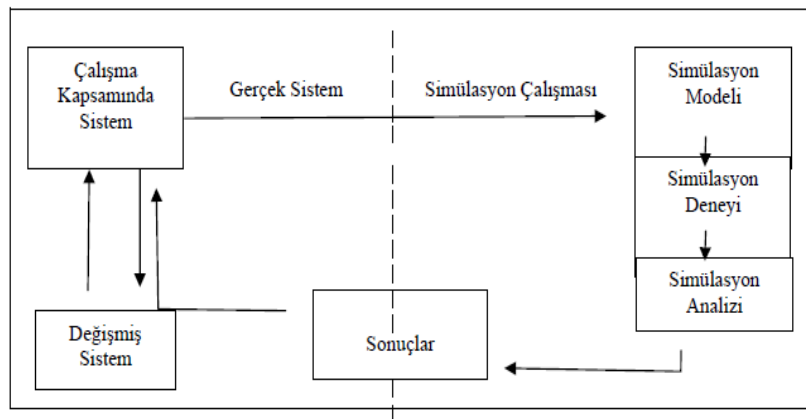 Çalışma
Kapsamında
Sistem
Gerçek Sistem
Simülasyon Çalışması
Simülasyon
Modeli
Simülasyon
Deneyi
Simülasyon
Analizi
Değişmiş
Sistem
Sonuçlar